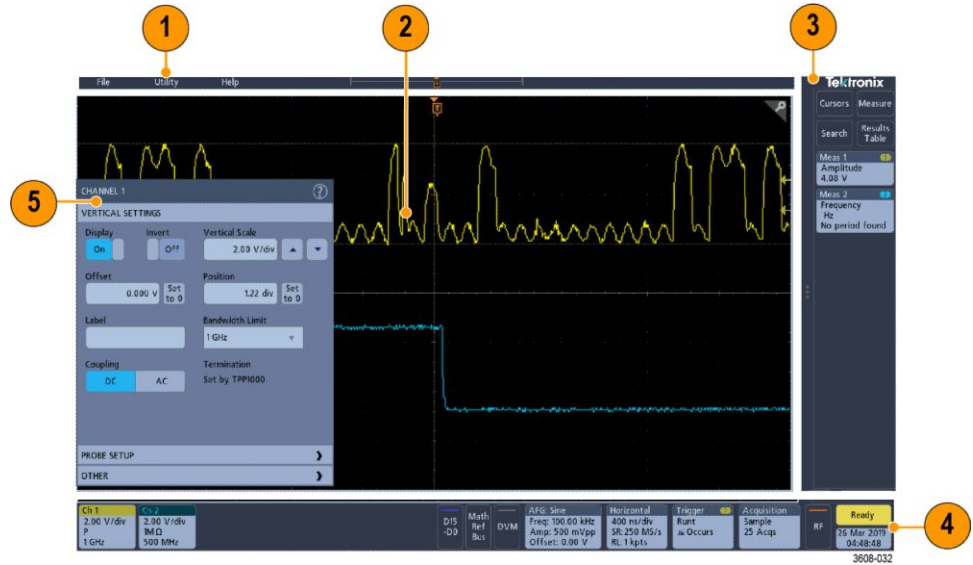 1
2
3
File
Utility
Help
T
T
Tektronix
Cursors
Measure
Search
Results
Table
Meas 1
1
Amplitude
4.08 V
Meas 2
2
Frequency
Hz
No period found
5
CHANNEL 1
?
VERTICAL SETTINGS
Display
Invert
Vertical Scale
On
Off
2.00 V/div
Offset
Position
0.000 V
Set
to 0
1.22 div
Set
to 0
Label
Bandwidth Limit
1 GHz
Coupling
Termination
DC
AC
Set by TPP1000
PROBE SETUP
OTHER
Ch 1
2.00 V/div
P
1 GHz
Ch 2
2.00 V/div
1MΩ
500 MHz
D15
-D0
Math
Ref
Bus
DVM
AFG: Sine
Freq: 100.00 kHz
Amp: 500 mVpp
Offset: 0.00 V
Horizontal
400 ns/div
SR: 250 MS/s
RL: 1 kpts
Trigger
1
Runt
Occurs
Acquisition
Sample
25 Acqs
RF
Ready
26 Mar 2019
04:48:48
4
3608-032